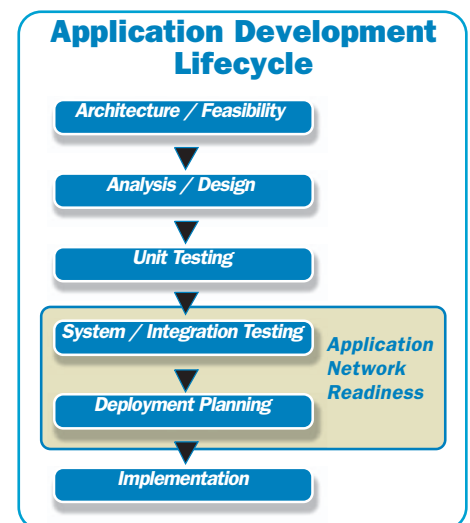 Application Development
Lifecycle
Architecture / Feasibility
Analysis / Design
Unit Testing
System / Integration Testing
Application
Network
Readiness
Deployment Planning
Implementation